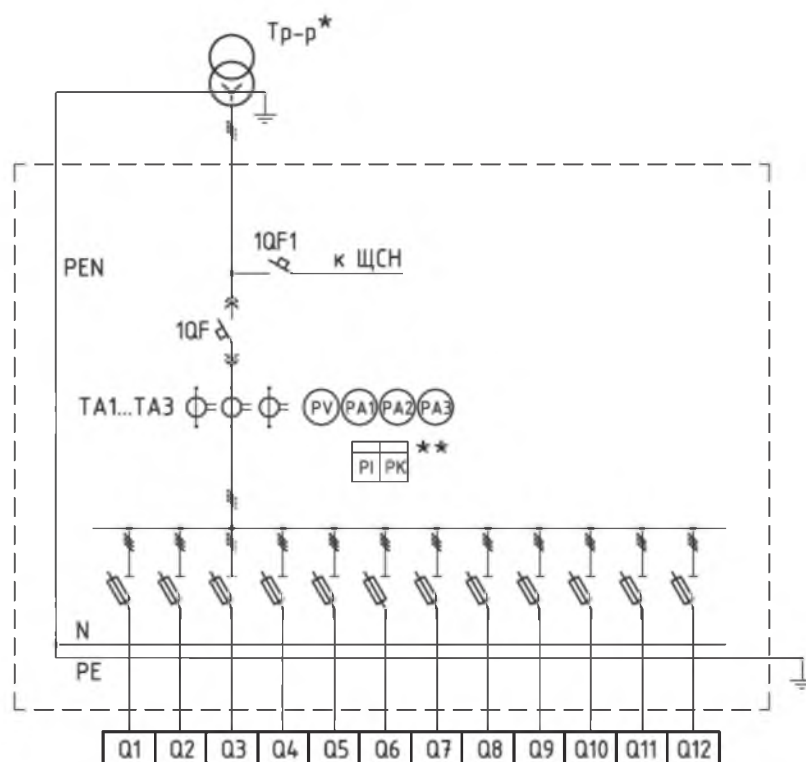 Тр-р*
1QF1
к ЩСН
PEN
1QF
TA1...TA3 PV PA1 PA2 PA3
PI PK **
N
PE
Q1 Q2 Q3 Q4 Q5 Q6 Q7 Q8 Q9 Q10 Q11 Q12